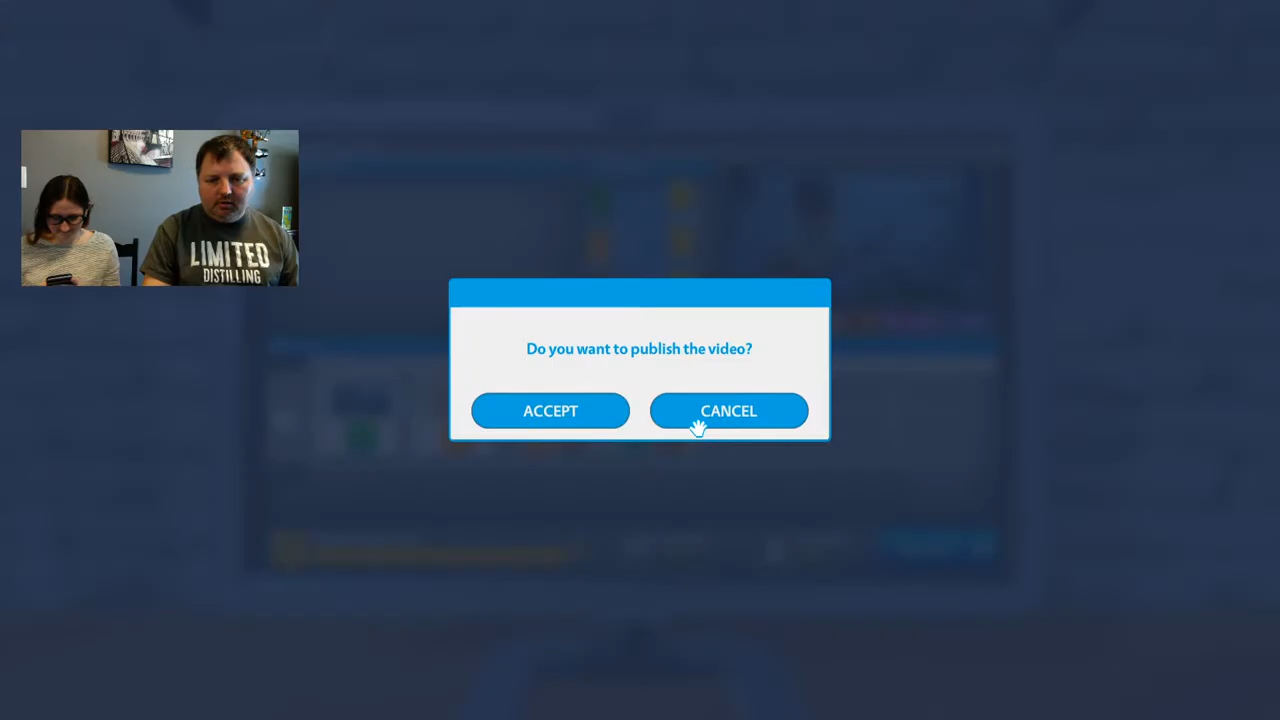 LIMITED
DISTILLING
Do you want to publish the video?
ACCEPT
CANCEL